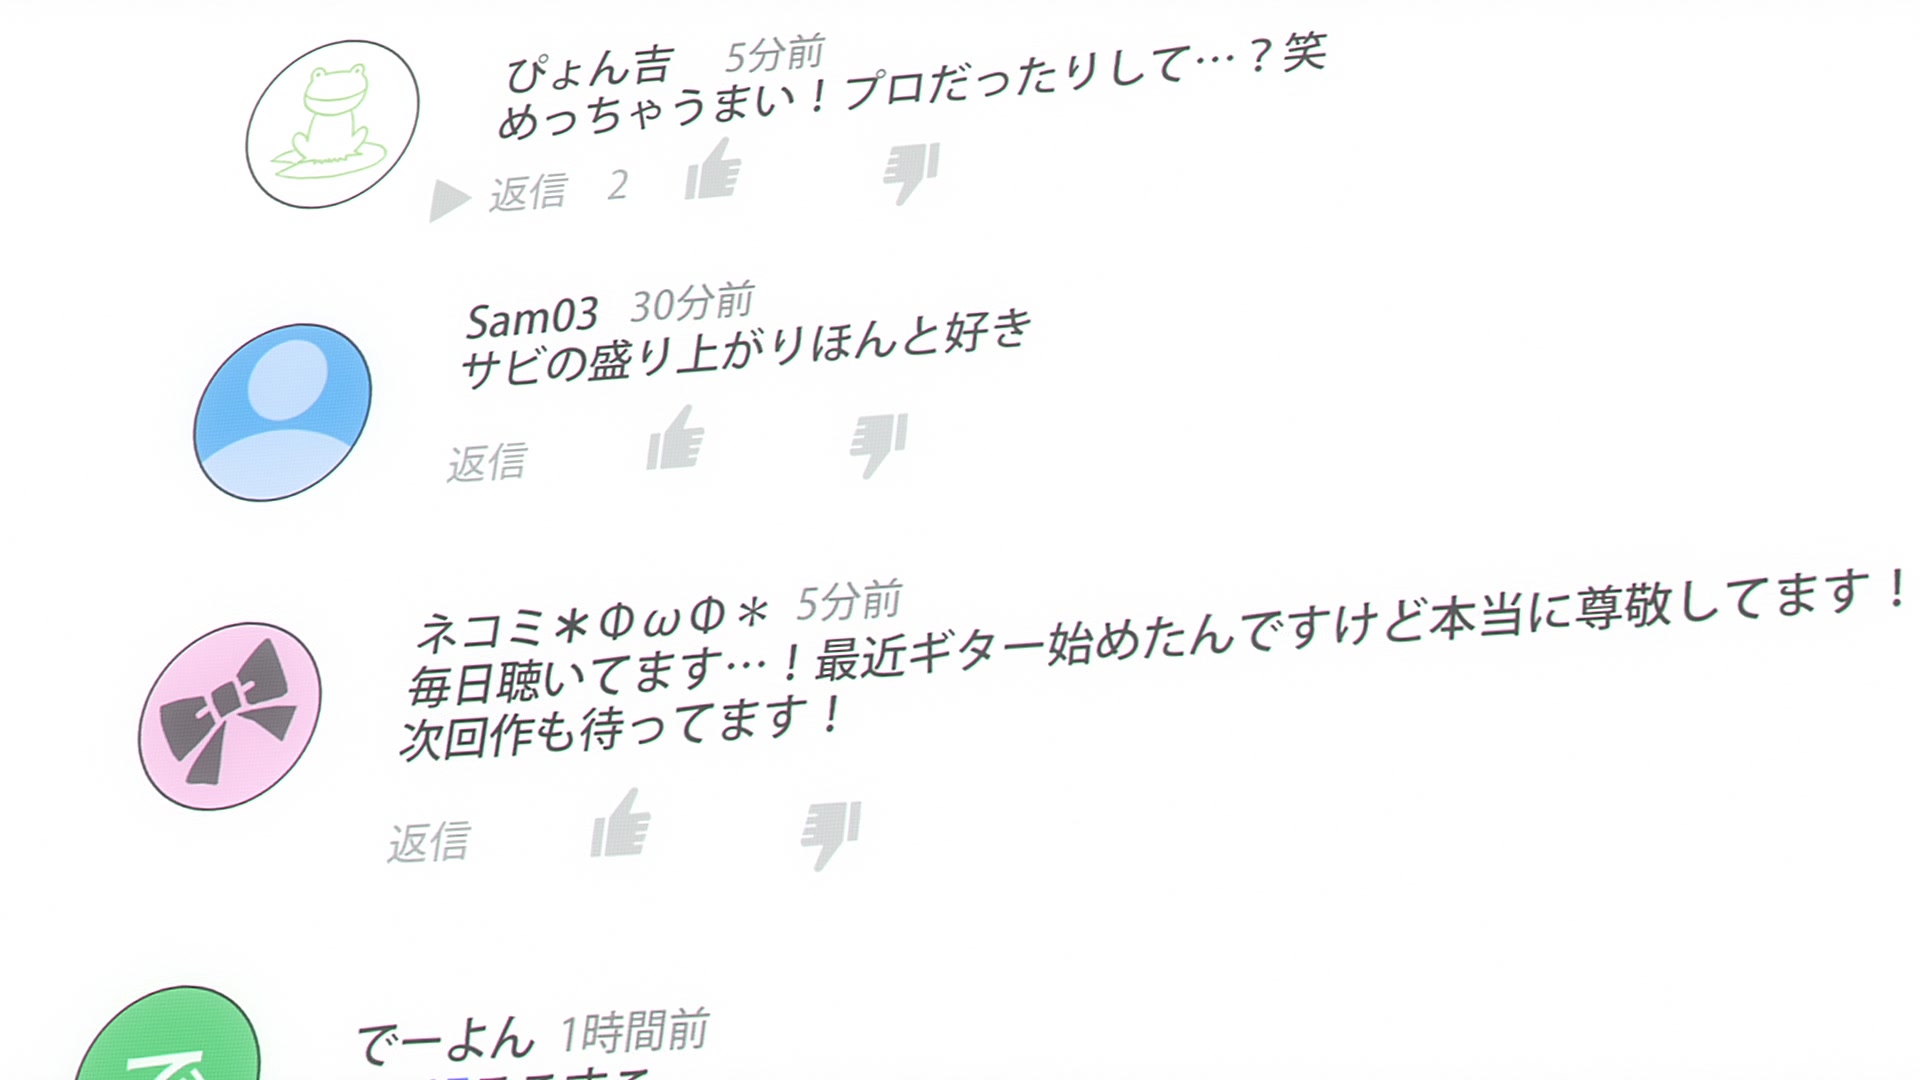 ぴょん吉 5分前
めっちゃうまい！プロだったりして…？笑
返信 2
Sam03 30分前
サビの盛り上がりほんと好き
返信
ネコミ＊ΦωΦ＊ 5分前
毎日聴いてます…！最近ギター始めたんですけど本当に尊敬してます！
次回作も待ってます！
返信
でーよん 1時間前
で